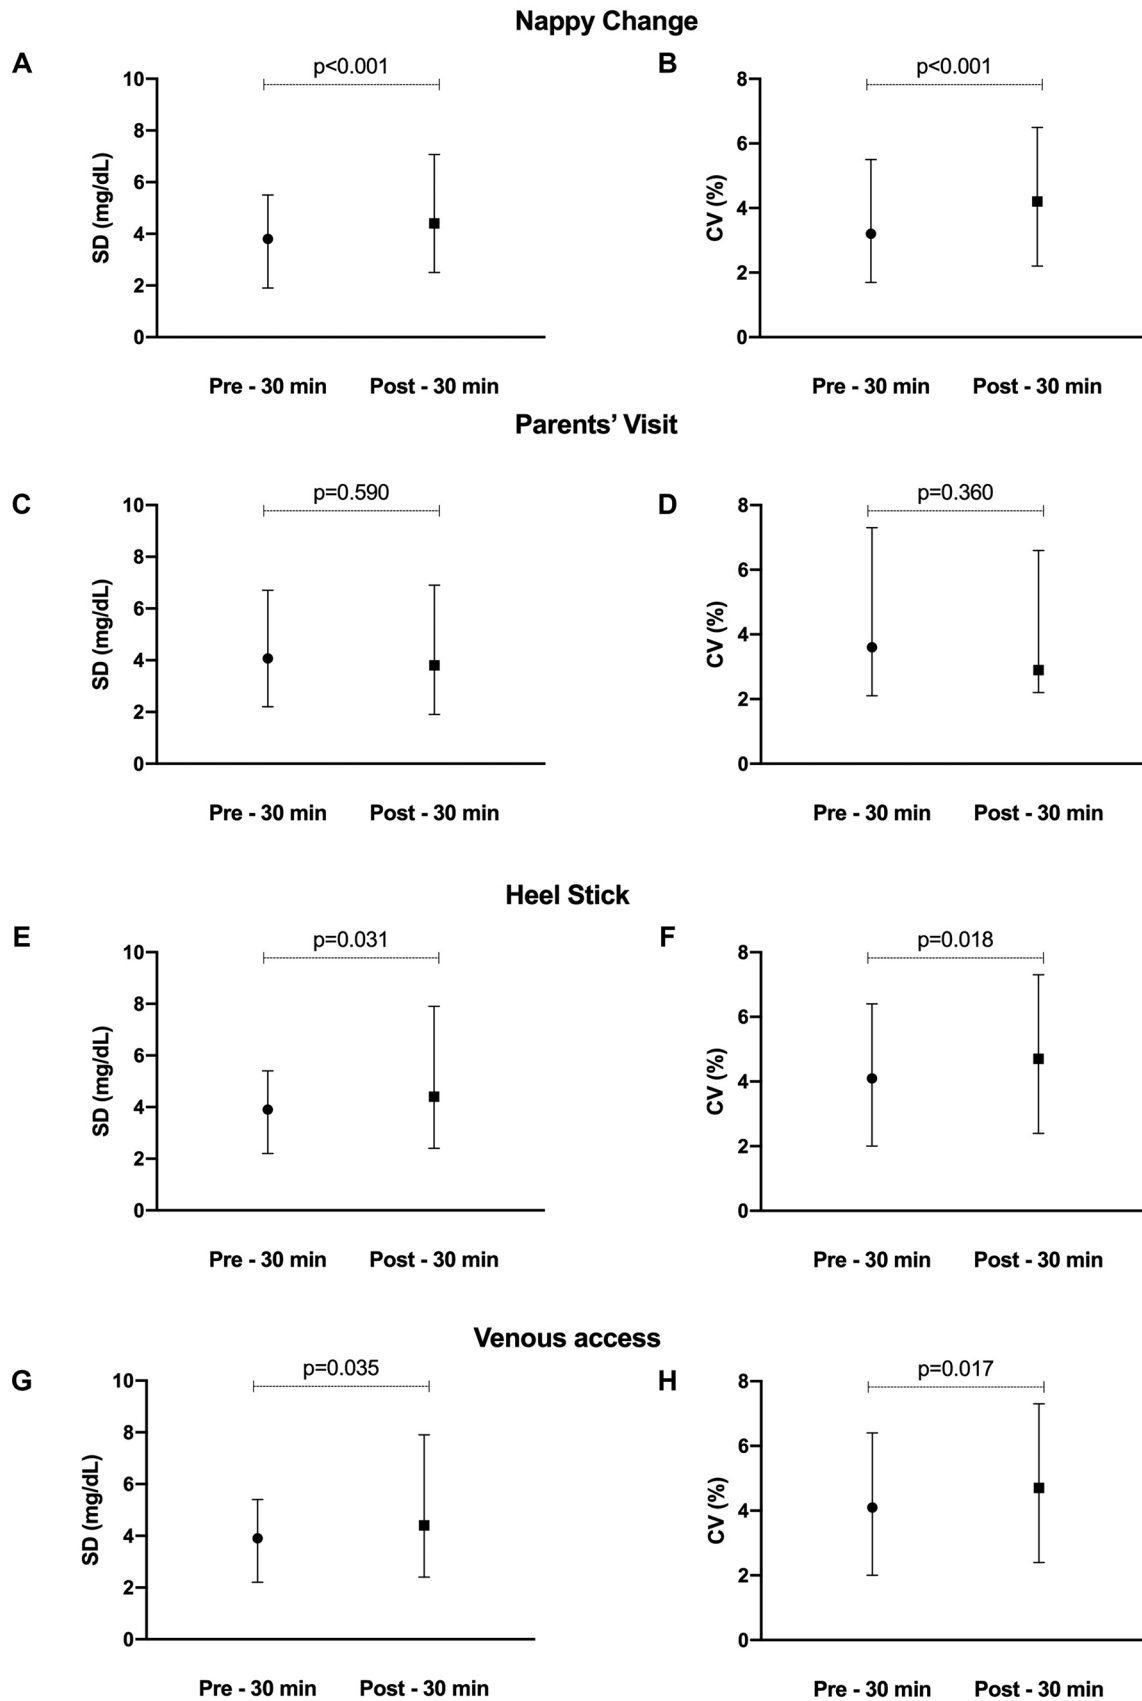 Nappy Change
A
p<0.001
10
8
6
4
2
0
SD (mg/dL)
Pre - 30 min
Post - 30 min
B
p<0.001
8
6
4
2
0
CV (%)
Pre - 30 min
Post - 30 min
Parents’ Visit
C
p=0.590
10
8
6
4
2
0
SD (mg/dL)
Pre - 30 min
Post - 30 min
D
p=0.360
8
6
4
2
0
CV (%)
Pre - 30 min
Post - 30 min
Heel Stick
E
p=0.031
10
8
6
4
2
0
SD (mg/dL)
Pre - 30 min
Post - 30 min
F
p=0.018
8
6
4
2
0
CV (%)
Pre - 30 min
Post - 30 min
Venous access
G
p=0.035
10
8
6
4
2
0
SD (mg/dL)
Pre - 30 min
Post - 30 min
H
p=0.017
8
6
4
2
0
CV (%)
Pre - 30 min
Post - 30 min